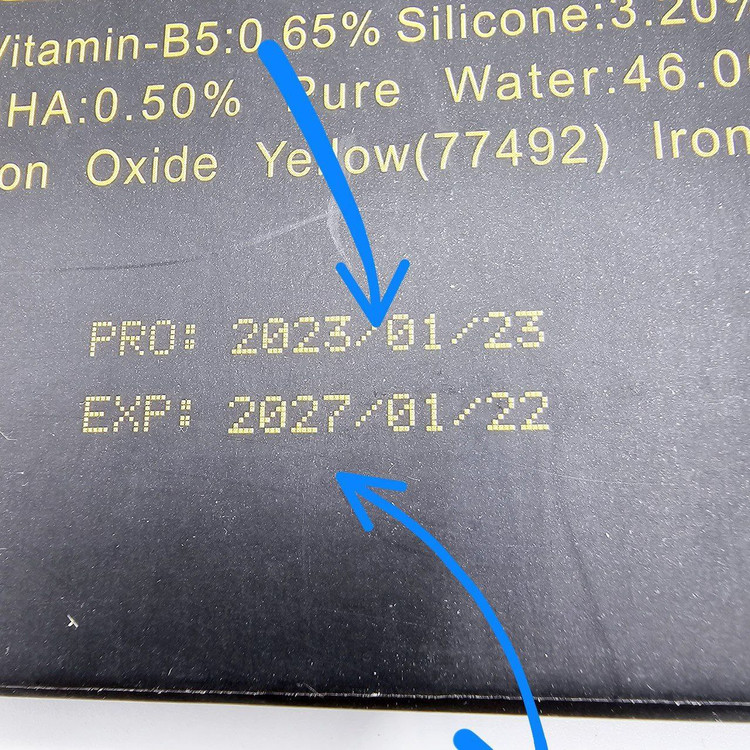 Vitamin-B5:0.65% Silicone:3.20%
HA:0.50% Pure Water:46.0
Oxide Yellow(77492) Iron
PRO: 2023/01/23
EXP: 2027/01/22